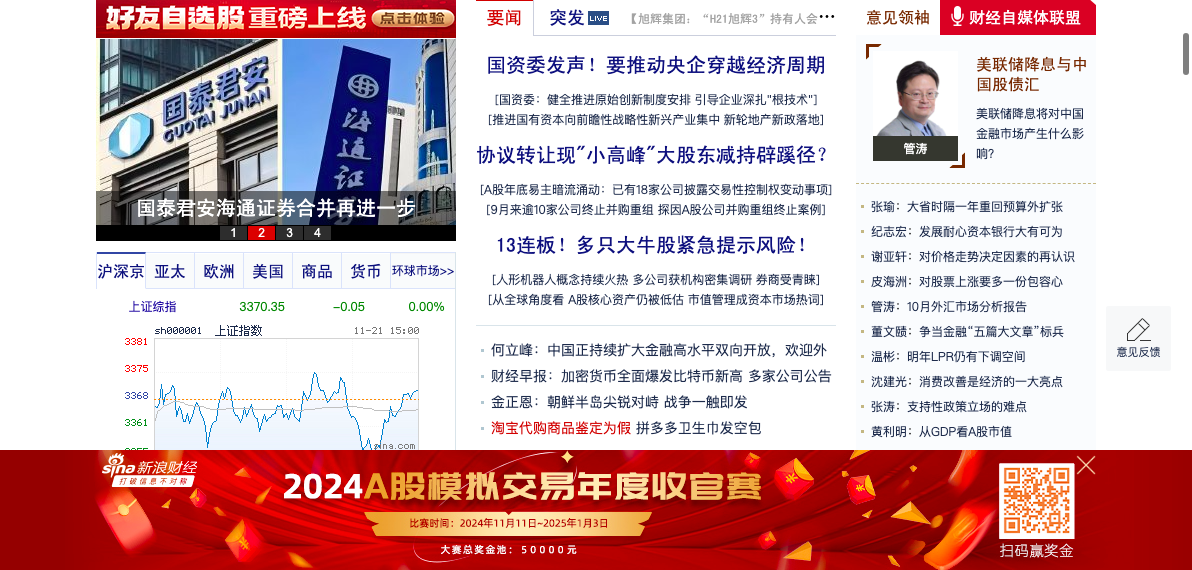 好友自选股重磅上线 点击体验
国泰君安
GUOTAI JUNAN
海通证
国泰君安海通证券合并再进一步
1 2 3 4
沪深京 亚太 欧洲 美国 商品 货币 环球市场>>
上证综指 3370.35 -0.05 0.00%
sh000001 上证指数 11-21 15:00
3381
3375
3368
3361
3355
sina.com
要闻 突发 LIVE 【旭辉集团：“H21旭辉3”持有人会...
国资委发声！要推动央企穿越经济周期
[国资委：健全推进原始创新制度安排 引导企业深扎"根技术"]
[推进国有资本向前瞻性战略性新兴产业集中 新轮地产新政落地]
协议转让现"小高峰"大股东减持辟蹊径？
[A股年底易主暗流涌动：已有18家公司披露交易性控制权变动事项]
[9月来逾10家公司终止并购重组 探因A股公司并购重组终止案例]
13连板！多只大牛股紧急提示风险！
[人形机器人概念持续火热 多公司获机构密集调研 券商受青睐]
[从全球角度看 A股核心资产仍被低估 市值管理成资本市场热词]
何立峰：中国正持续扩大金融高水平双向开放，欢迎外
财经早报：加密货币全面爆发比特币新高 多家公司公告
金正恩：朝鲜半岛尖锐对峙 战争一触即发
淘宝代购商品鉴定为假 拼多多卫生巾发空包
意见领袖 财经自媒体联盟
美联储降息与中
国股债汇
美联储降息将对中国
金融市场产生什么影
响?
管涛
张瑜：大省时隔一年重回预算外扩张
纪志宏：发展耐心资本银行大有可为
谢亚轩：对价格走势决定因素的再认识
皮海洲：对股票上涨要多一份包容心
管涛：10月外汇市场分析报告
董文赜：争当金融“五篇大文章”标兵
温彬：明年LPR仍有下调空间
沈建光：消费改善是经济的一大亮点
张涛：支持性政策立场的难点
黄利明：从GDP看A股市值
意见反馈
sina 新浪财经
打破信息不对称
2024A股模拟交易年度收官赛
比赛时间：2024年11月11日~2025年1月3日
大赛总奖金池：50000元
扫码赢奖金